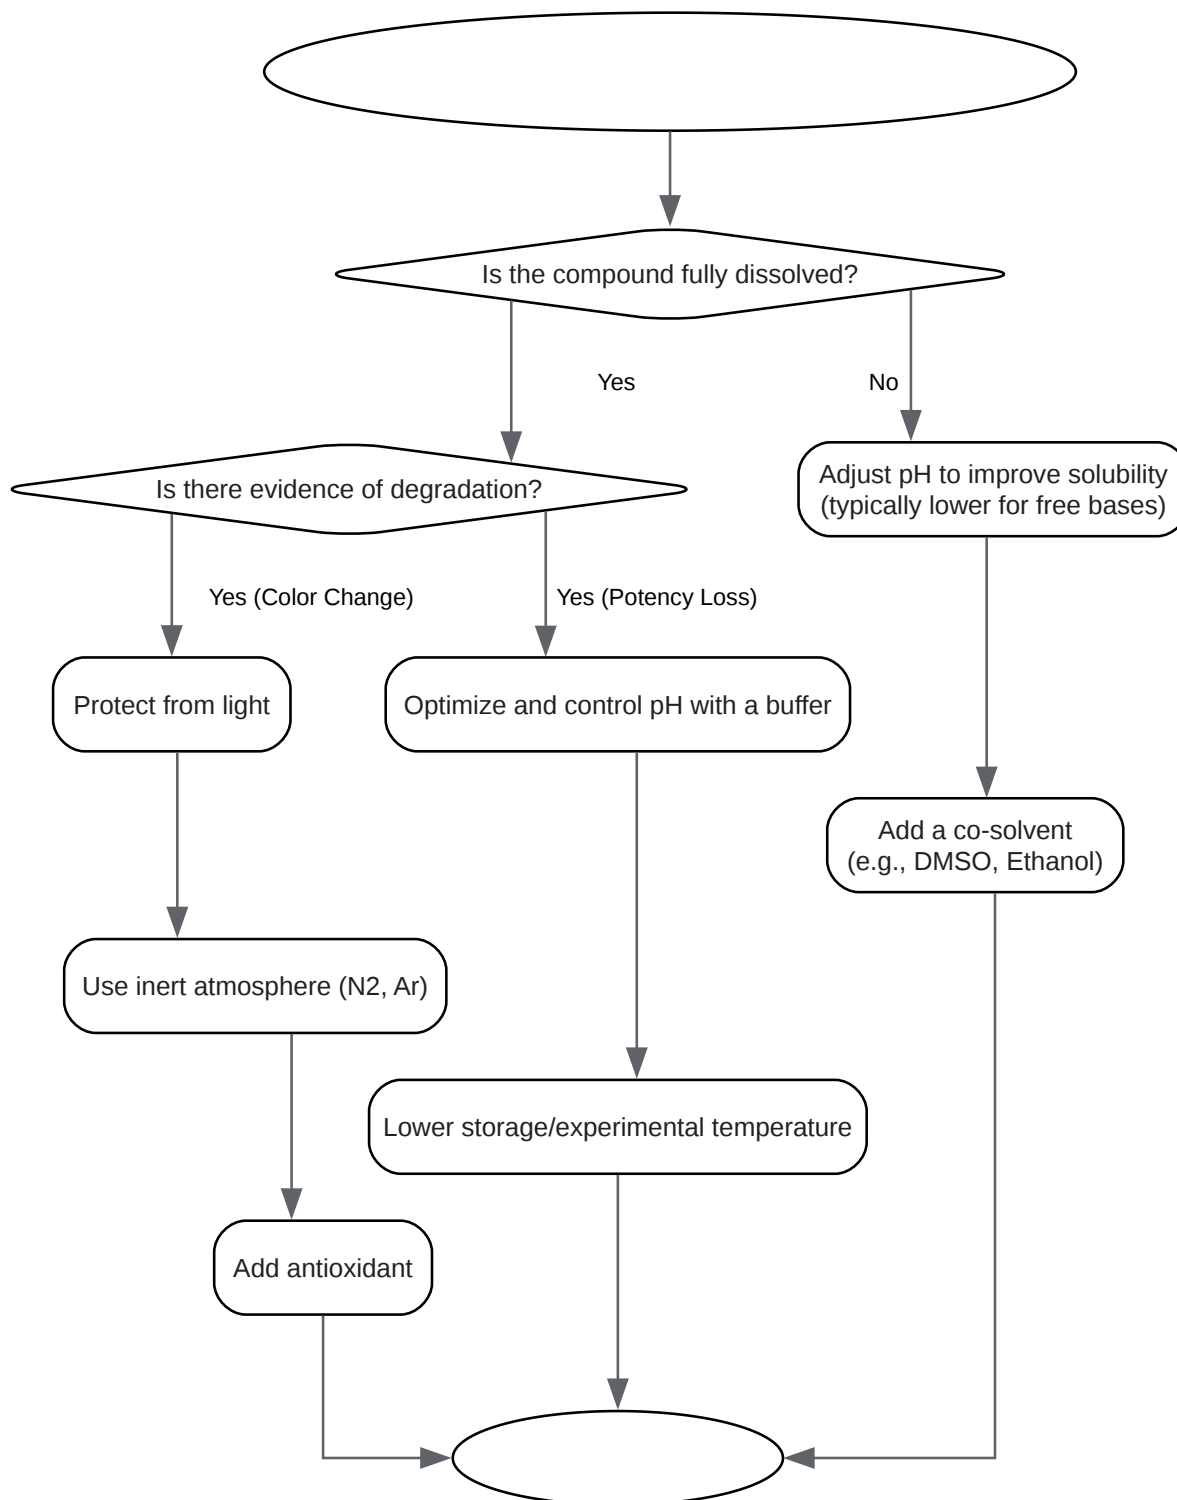 Is the compound fully dissolved?
Yes
No
Is there evidence of degradation?
Adjust pH to improve solubility
(typically lower for free bases)
Yes (Color Change)
Yes (Potency Loss)
Protect from light
Optimize and control pH with a buffer
Add a co-solvent
(e.g., DMSO, Ethanol)
Use inert atmosphere (N2, Ar)
Lower storage/experimental temperature
Add antioxidant